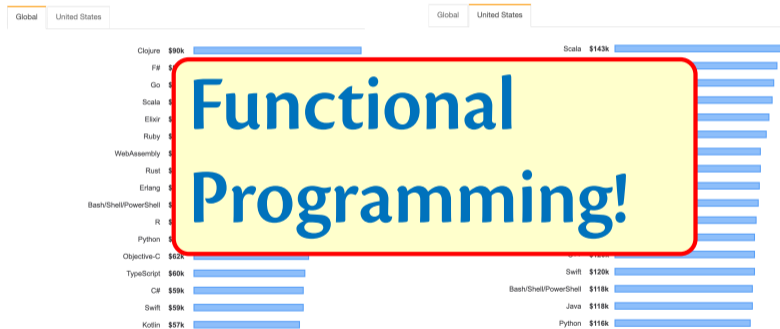 Global United States
Global United States
Clojure $90k
F#
Go
Scala
Elixir
Ruby
WebAssembly
Rust
Erlang
Bash/Shell/PowerShell
R
Python
Objective-C $62k
TypeScript $60k
C# $59k
Swift $59k
Kotlin $57k
Functional
Programming!
Scala $143k
Swift $120k
Bash/Shell/PowerShell $118k
Java $118k
Python $116k